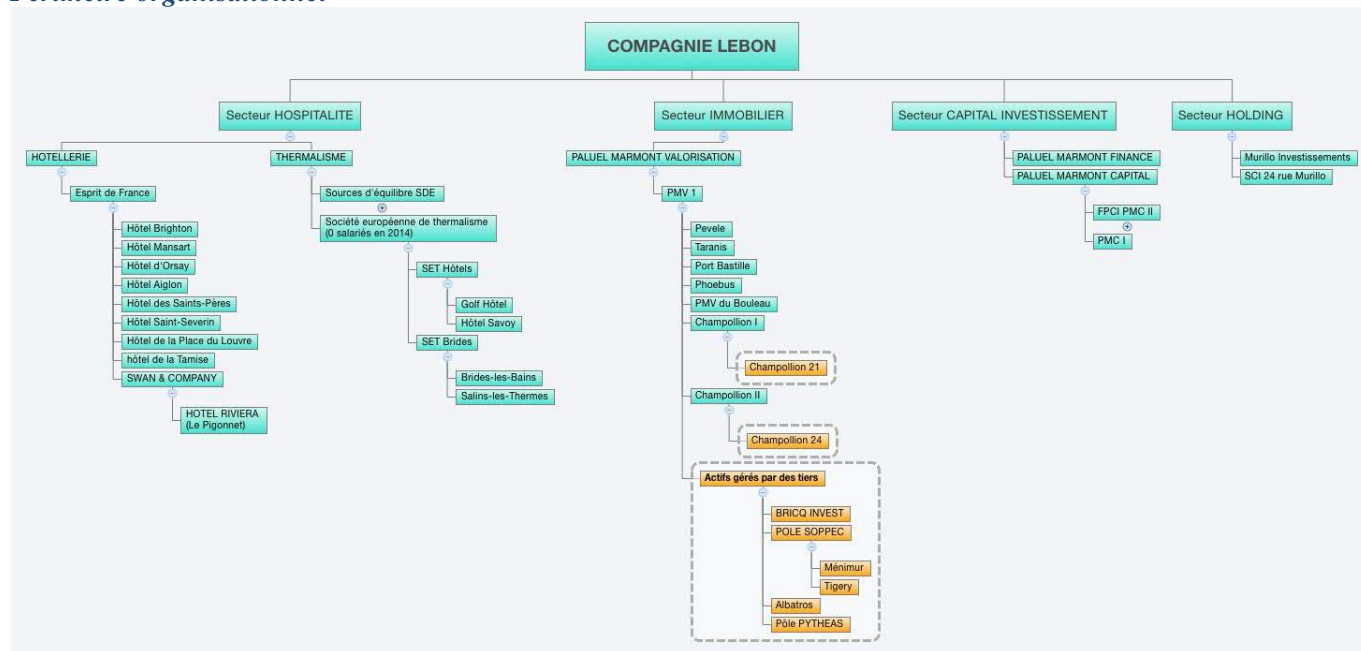 COMPAGNIE LEBON
Secteur HOSPITALITE
Secteur IMMOBILIER
Secteur CAPITAL INVESTISSEMENT
Secteur HOLDING
HOTELLERIE
THERMALISME
PALUEL MARMONT VALORISATION
PALUEL MARMONT FINANCE
Murillo Investissements
PALUEL MARMONT CAPITAL
SCI 24 rue Murillo
Esprit de France
Sources d'équilibre SDE
PMV 1
FPCI PMC II
PMC I
Société européenne de thermalisme
(0 salariés en 2014)
Hôtel Brighton
Hôtel Mansart
Hôtel d'Orsay
Hôtel Aiglon
Hôtel des Saints-Pères
Hôtel Saint-Severin
Hôtel de la Place du Louvre
hôtel de la Tamise
SWAN & COMPANY
HOTEL RIVIERA
(Le Pigonnet)
SET Hôtels
Golf Hôtel
Hôtel Savoy
SET Brides
Brides-les-Bains
Salins-les-Thermes
Pevele
Taranis
Port Bastille
Phoebus
PMV du Bouleau
Champollion I
Champollion 21
Champollion II
Champollion 24
Actifs gérés par des tiers
BRICQ INVEST
POLE SOPPEC
Ménimur
Tigery
Albatros
Pôle PYTHEAS